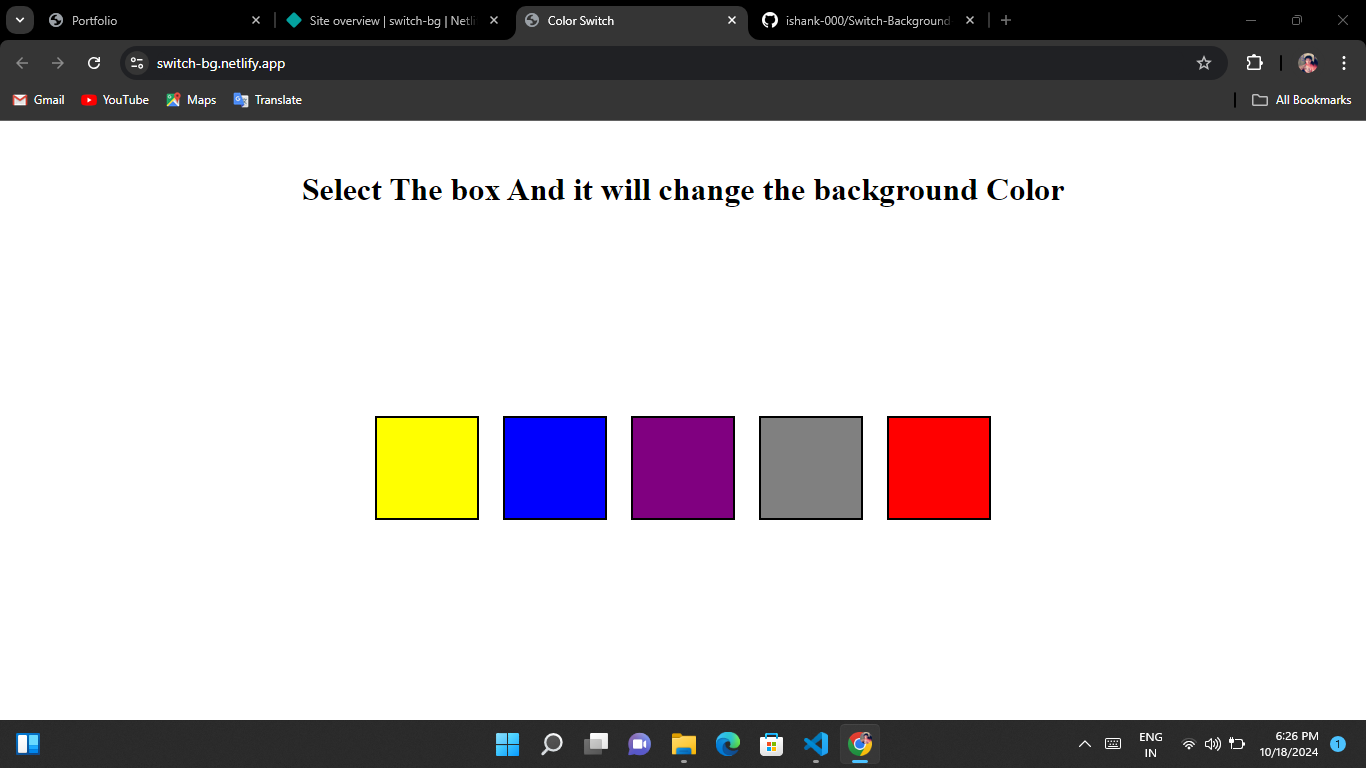 Portfolio
Site overview | switch-bg | Netli
Color Switch
ishank-000/Switch-Background
switch-bg.netlify.app
Gmail
YouTube
Maps
Translate
All Bookmarks
Select The box And it will change the background Color
ENG
IN
6:26 PM
10/18/2024
1